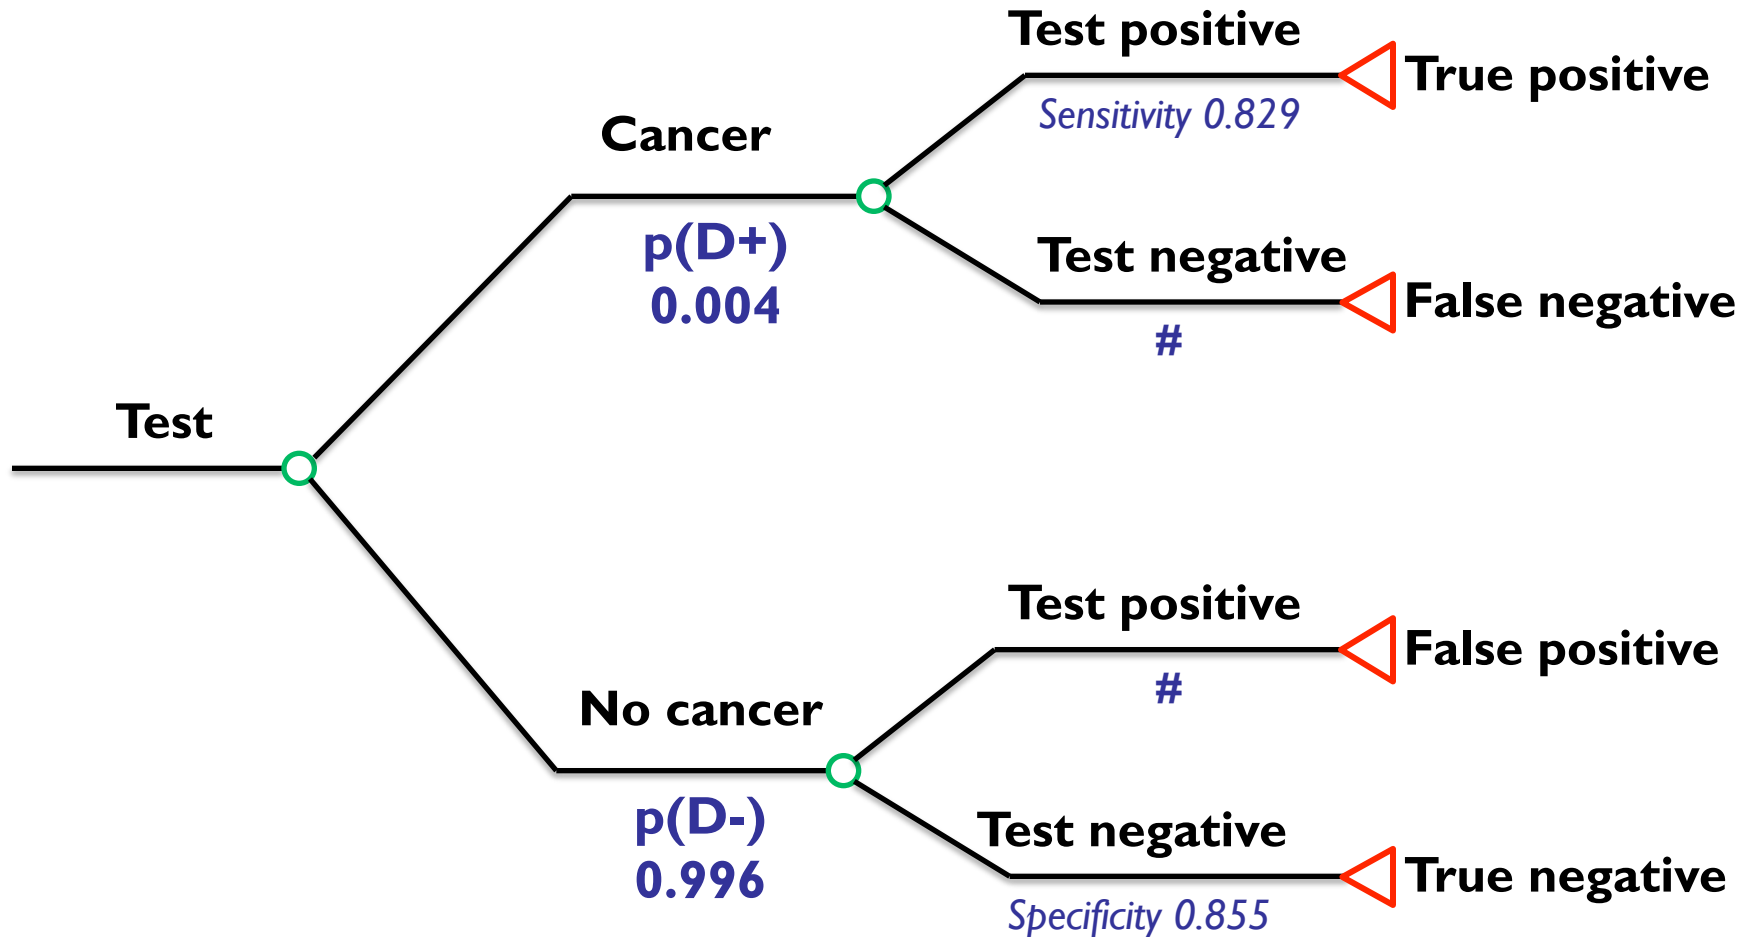 Test positive
True positive
Sensitivity 0.829
Cancer
p(D+)
0.004
Test negative
False negative
#
Test
Test positive
False positive
#
No cancer
p(D-)
0.996
Test negative
True negative
Specificity 0.855